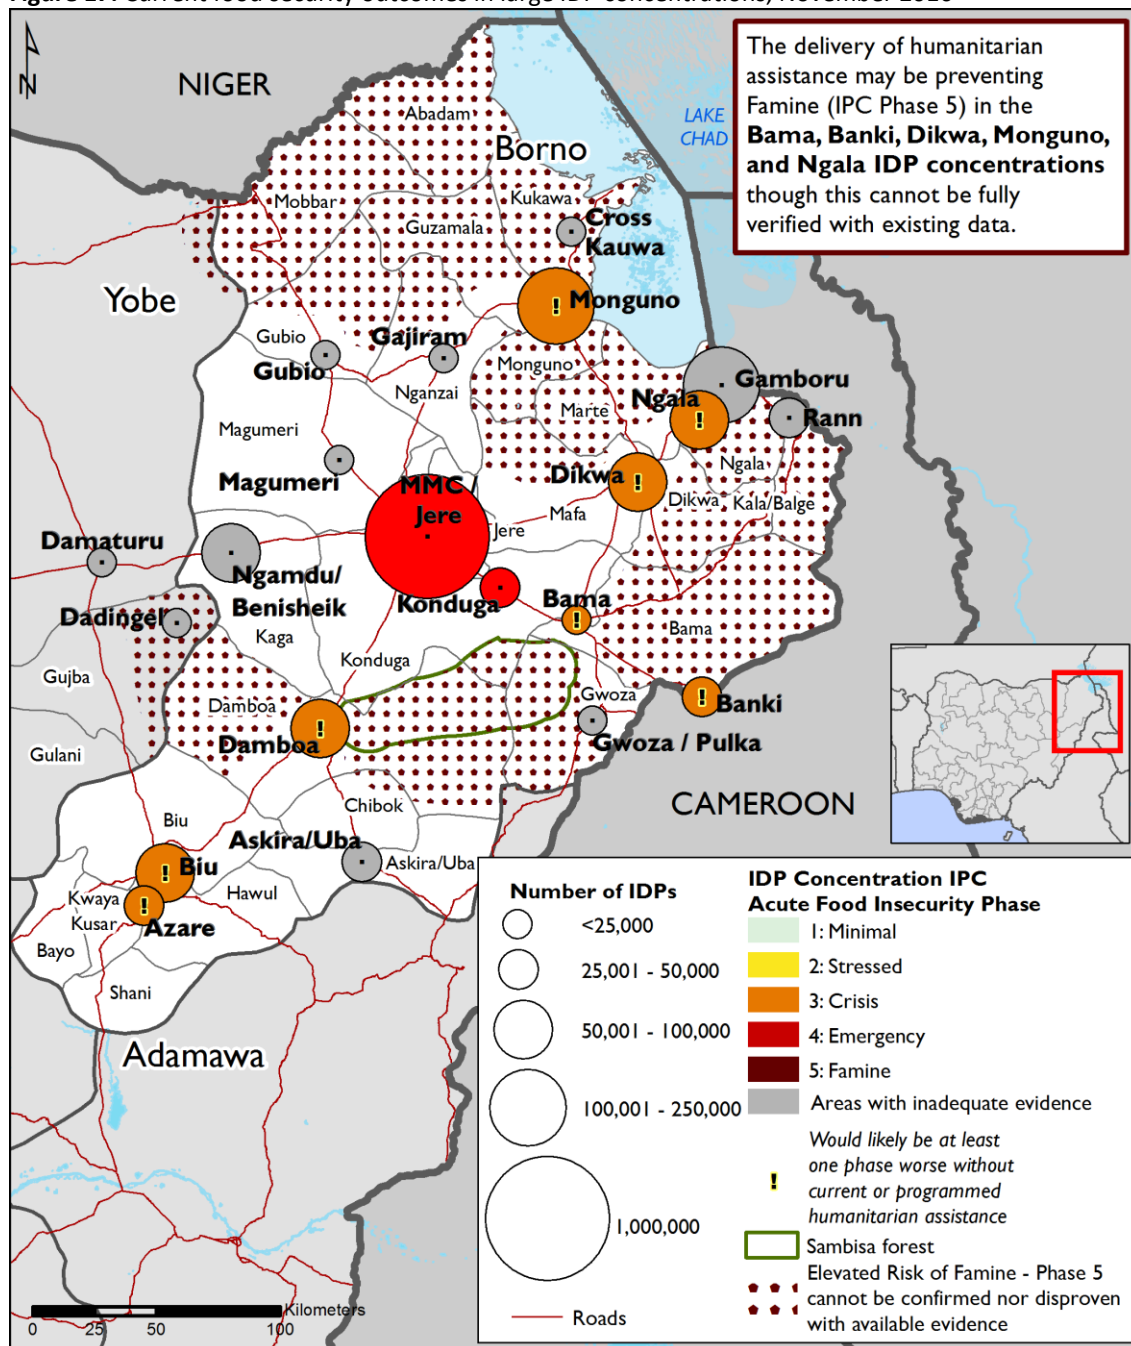 NIGER
N
LAKE
CHAD
The delivery of humanitarian
assistance may be preventing
Famine (IPC Phase 5) in the
Bama, Banki, Dikwa, Monguno,
and Ngala IDP concentrations
though this cannot be fully
verified with existing data.
Abadam
Borno
Mobbar
Kukawa
Guzamala
Cross
Kauwa
Yobe
! Monguno
Gubio
Gubio
Gajiram
Nganzai
Monguno
Gamboru
Ngala !
Rann
Marte
Magumeri
Magumeri
MMC /
Jere
Jere
Dikwa !
Ngala
Dikwa
Kala/Balge
Mafa
Damaturu
Ngamdu/
Benisheik
Konduga
Bama
!
Dadingel
Kaga
Konduga
Bama
Gujba
Damboa
!
Damboa
Gwoza
! Banki
Gwoza / Pulka
Gulani
CAMEROON
Chibok
Biu
Askira/Uba
Askira/Uba
! Biu
Hawul
Kwaya
Kusar
!
Azare
Bayo
Shani
Adamawa
Number of IDPs
<25,000
25,001 - 50,000
50,001 - 100,000
100,001 - 250,000
1,000,000
Roads
IDP Concentration IPC
Acute Food Insecurity Phase
1: Minimal
2: Stressed
3: Crisis
4: Emergency
5: Famine
Areas with inadequate evidence
!
Would likely be at least
one phase worse without
current or programmed
humanitarian assistance
Sambisa forest
Elevated Risk of Famine - Phase 5
cannot be confirmed nor disproven
with available evidence
Kilometers
0 25 50 100